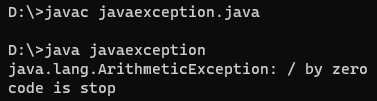 D:\>javac javaexception.java
D:\>java javaexception
java.lang.ArithmeticException: / by zero
code is stop